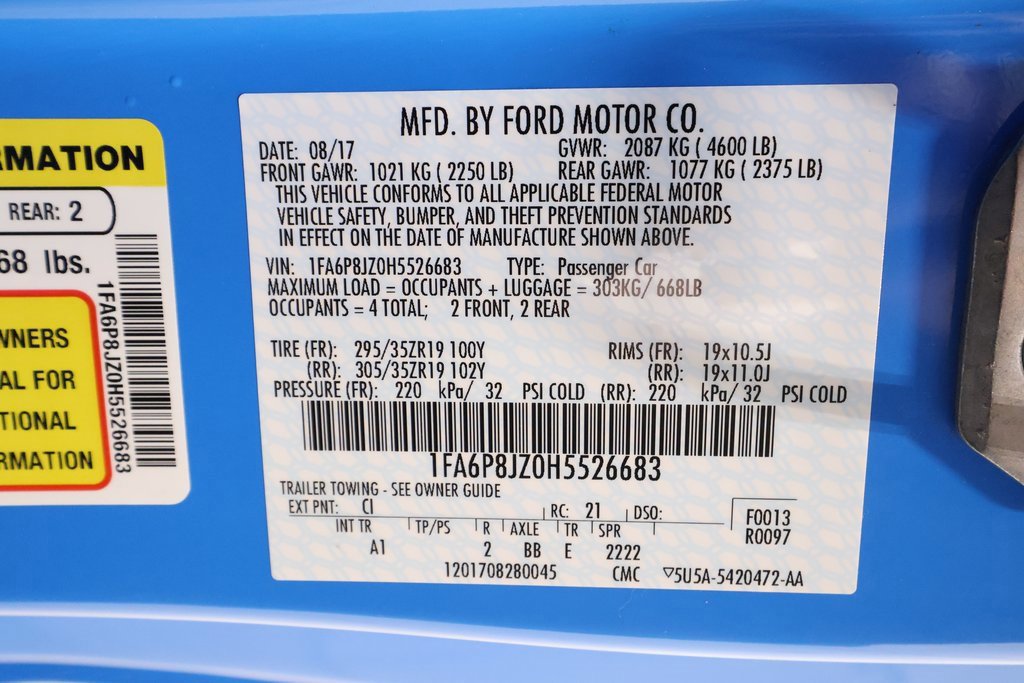 RMATION
REAR: 2
68 lbs.
WNERS
AL FOR
TIONAL
RMATION
1FA6P8JZ0H5526683
MFD. BY FORD MOTOR CO.
DATE: 08/17 GVWR: 2087 KG ( 4600 LB)
FRONT GAWR: 1021 KG ( 2250 LB) REAR GAWR: 1077 KG ( 2375 LB)
THIS VEHICLE CONFORMS TO ALL APPLICABLE FEDERAL MOTOR
VEHICLE SAFETY, BUMPER, AND THEFT PREVENTION STANDARDS
IN EFFECT ON THE DATE OF MANUFACTURE SHOWN ABOVE.
VIN: 1FA6P8JZ0H5526683 TYPE: Passenger Car
MAXIMUM LOAD = OCCUPANTS + LUGGAGE = 303KG/ 668LB
OCCUPANTS = 4 TOTAL; 2 FRONT, 2 REAR
TIRE (FR): 295/35ZR19 100Y RIMS (FR): 19x10.5J
(RR): 305/35ZR19 102Y (RR): 19x11.0J
PRESSURE (FR): 220 kPa/ 32 PSI COLD (RR): 220 kPa/ 32 PSI COLD
1FA6P8JZ0H5526683
TRAILER TOWING - SEE OWNER GUIDE
EXT PNT: CI RC: 21 DSO: F0013
INT TR TP/PS R AXLE TR SPR R0097
A1 2 BB E 2222
1201708280045 CMC ▽5U5A-5420472-AA